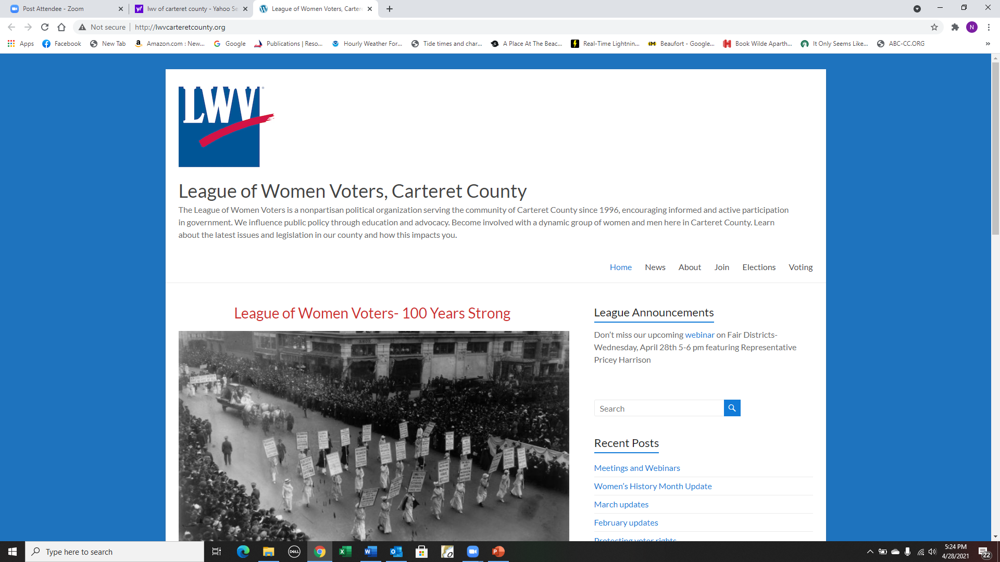 Post Attendee - Zoom
lwv of carteret county - Yahoo Se
League of Women Voters, Carter
Not secure
http://lwvcarteretcounty.org
N
Apps
Facebook
New Tab
Amazon.com : New...
Google
Publications | Reso...
Hourly Weather For...
Tide times and char...
A Place At The Beac...
Real-Time Lightnin...
Beaufort - Google...
Book Wilde Aparth...
It Only Seems Like...
ABC-CC.ORG
LWV
League of Women Voters, Carteret County
The League of Women Voters is a nonpartisan political organization serving the community of Carteret County since 1996, encouraging informed and active participation
in government. We influence public policy through education and advocacy. Become involved with a dynamic group of women and men here in Carteret County. Learn
about the latest issues and legislation in our county and how this impacts you.
Home News About Join Elections Voting
League of Women Voters- 100 Years Strong
League Announcements
Don’t miss our upcoming webinar on Fair Districts-
Wednesday, April 28th 5-6 pm featuring Representative
Pricey Harrison
Search
Recent Posts
Meetings and Webinars
Women’s History Month Update
March updates
February updates
Protecting voter rights
Type here to search
DELL
5:24 PM
4/28/2021
22